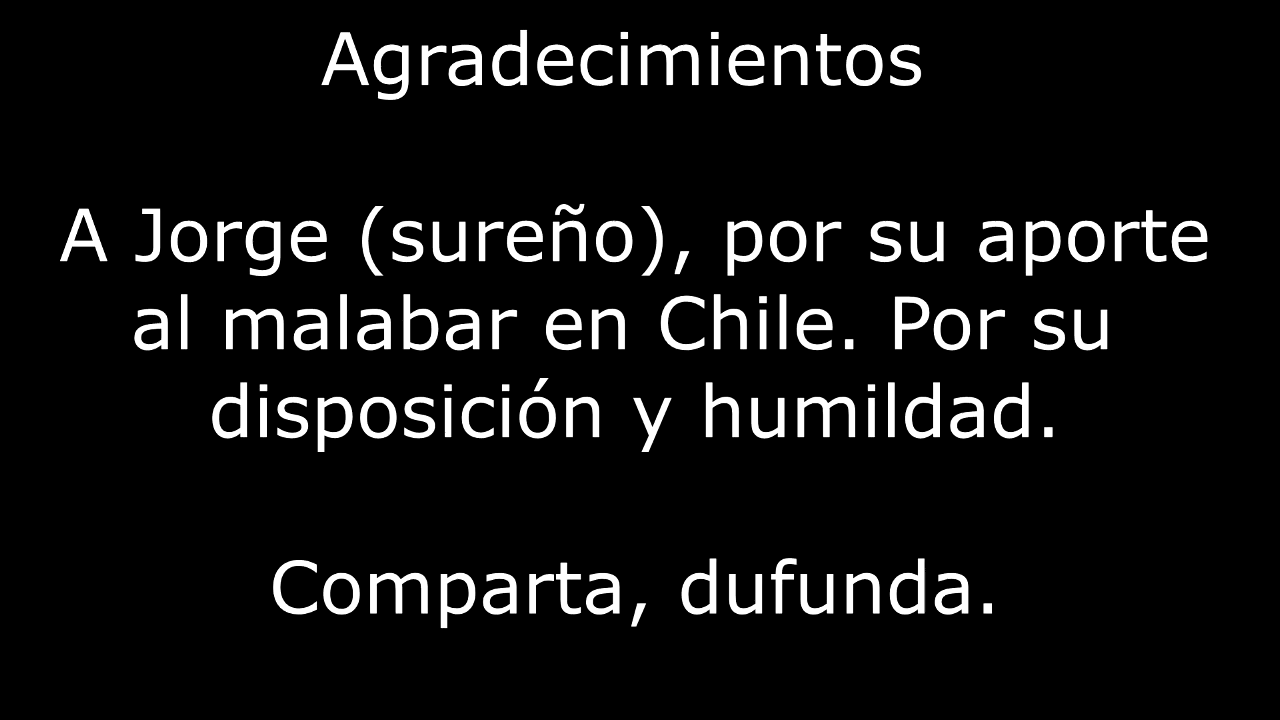 Agradecimientos
A Jorge (sureño), por su aporte
al malabar en Chile. Por su
disposición y humildad.
Comparta, dufunda.